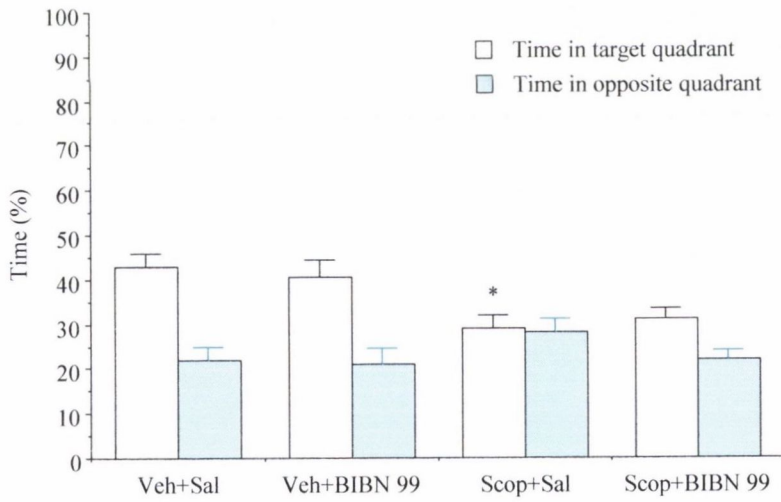 100
90
80
70
60
50
40
30
20
10
0
Time (%)
Time in target quadrant
Time in opposite quadrant
*
Veh+Sal
Veh+BIBN 99
Scop+Sal
Scop+BIBN 99